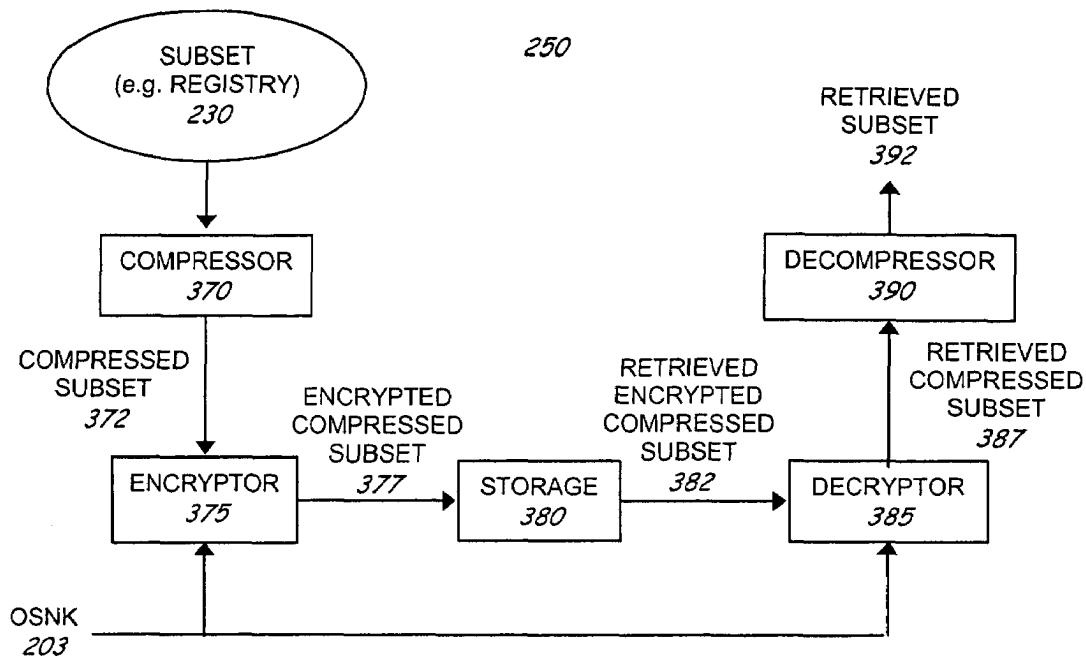 SUBSET
(e.g. REGISTRY)
230
250
RETRIEVED
SUBSET
392
COMPRESSOR
370
DECOMPRESSOR
390
COMPRESSED
SUBSET
372
ENCRYPTED
COMPRESSED
SUBSET
377
RETRIEVED
ENCRYPTED
COMPRESSED
SUBSET
382
RETRIEVED
COMPRESSED
SUBSET
387
ENCRYPTOR
375
STORAGE
380
DECRYPTOR
385
OSNK
203